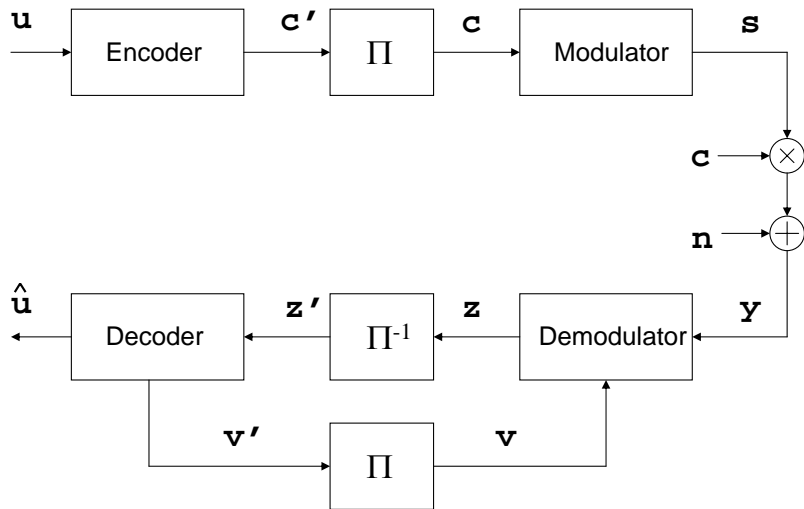 u c' c s
Encoder Π Modulator
c ×
n +
û z' z y
Decoder Π-1 Demodulator
v' v
Π